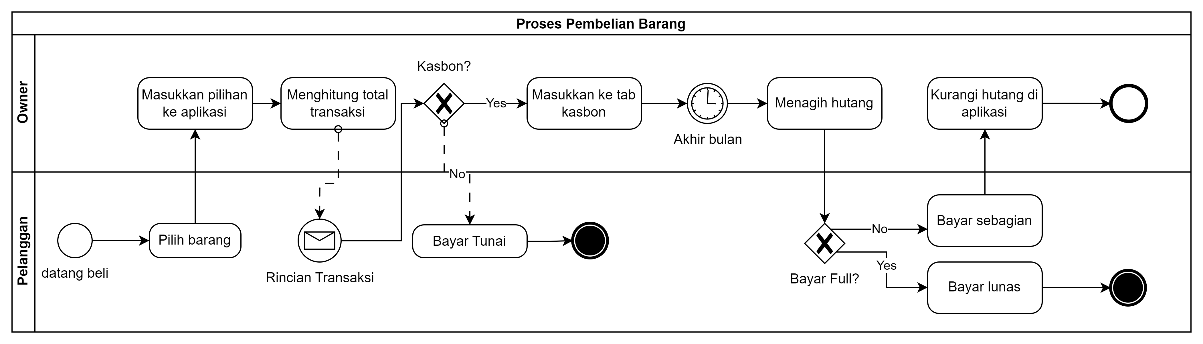 Proses Pembelian Barang
Owner
Kasbon?
Masukkan pilihan
ke aplikasi
Menghitung total
transaksi
Yes
Masukkan ke tab
kasbon
Akhir bulan
Menagih hutang
Kurangi hutang di
aplikasi
Pelanggan
datang beli
Pilih barang
Rincian Transaksi
No
Bayar Tunai
Bayar Full?
No
Bayar sebagian
Yes
Bayar lunas